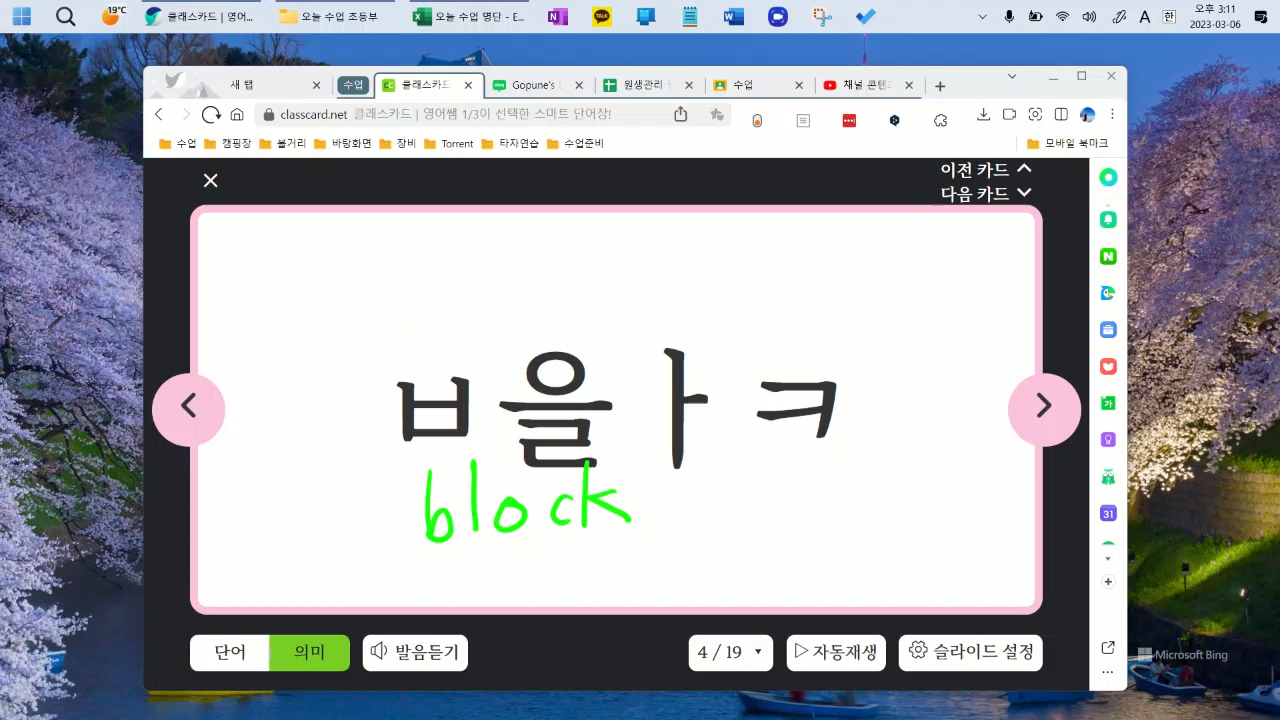 19°C 클래스카드 | 영어... 오늘 수업 조등부 오늘 수업 명단 - E... TALK A 한 오후 3:11
2023-03-06
새 탭 수업 클래스카드 Gopune's 원생관리 수업 채널 콘텐츠
classcard.net 클래스카드 | 영어쌤 1/3이 선택한 스마트 단어장!
수업 캠핑장 볼거리 바탕화면 장비 Torrent 타자연습 수업준비 모바일 북마크
이전 카드
다음 카드
ㅂ을ㅏㅋ
block
단어 의미 발음듣기 4 / 19 자동재생 슬라이드 설정
N
가
31
Microsoft Bing